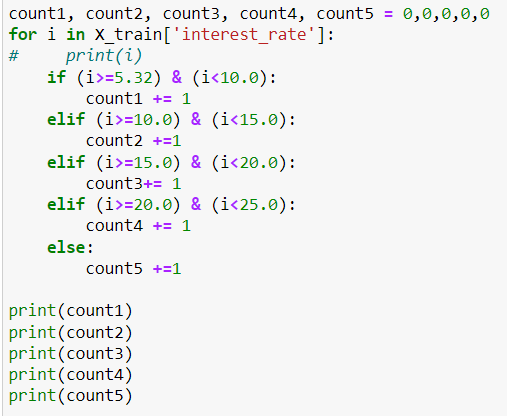 count1, count2, count3, count4, count5 = 0,0,0,0,0
for i in X_train['interest_rate']:
#     print(i)
    if (i>=5.32) & (i<10.0):
        count1 += 1
    elif (i>=10.0) & (i<15.0):
        count2 +=1
    elif (i>=15.0) & (i<20.0):
        count3+= 1
    elif (i>=20.0) & (i<25.0):
        count4 += 1
    else:
        count5 +=1

print(count1)
print(count2)
print(count3)
print(count4)
print(count5)